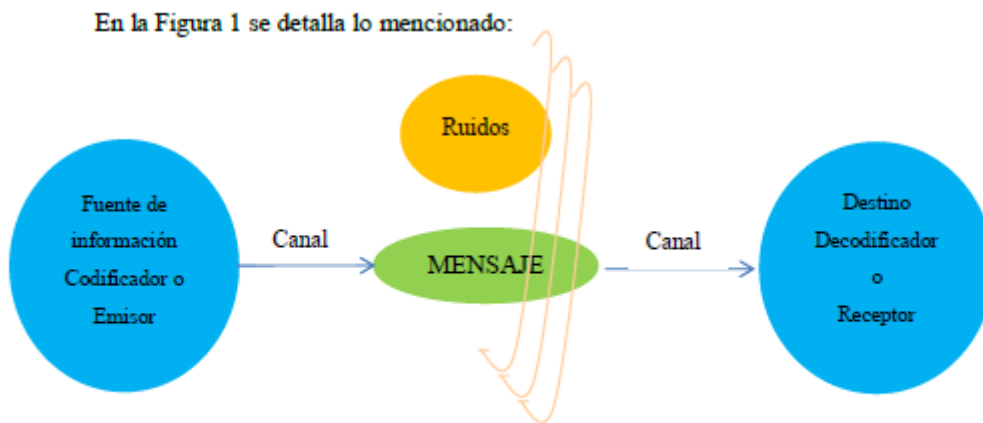 En la Figura 1 se detalla lo mencionado:
Ruidos
Fuente de
información
Codificador o
Emisor
Canal
MENSAJE
Canal
Destino
Decodificador
o
Receptor